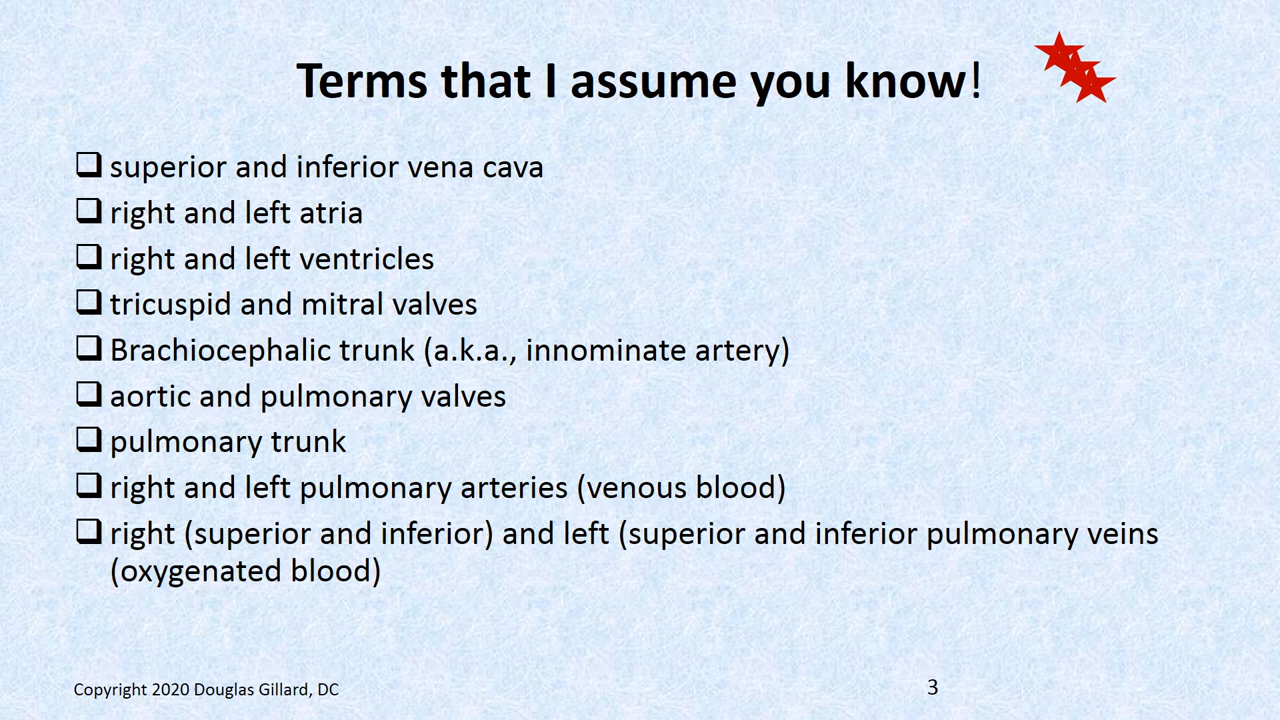 Terms that I assume you know!
❑ superior and inferior vena cava
❑ right and left atria
❑ right and left ventricles
❑ tricuspid and mitral valves
❑ Brachiocephalic trunk (a.k.a., innominate artery)
❑ aortic and pulmonary valves
❑ pulmonary trunk
❑ right and left pulmonary arteries (venous blood)
❑ right (superior and inferior) and left (superior and inferior pulmonary veins
(oxygenated blood)
Copyright 2020 Douglas Gillard, DC
3